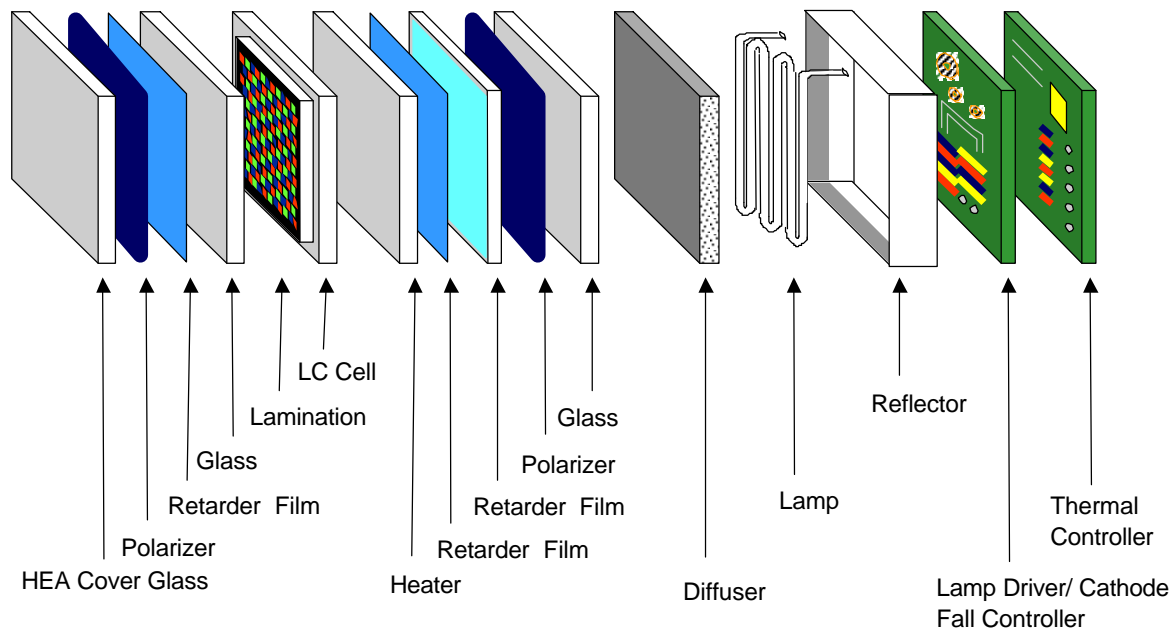 LC Cell
Lamination
Glass
Reflector
Glass
Polarizer
Retarder Film
Retarder Film
Lamp
Thermal
Controller
Polarizer
Retarder Film
HEA Cover Glass
Heater
Diffuser
Lamp Driver/ Cathode
Fall Controller